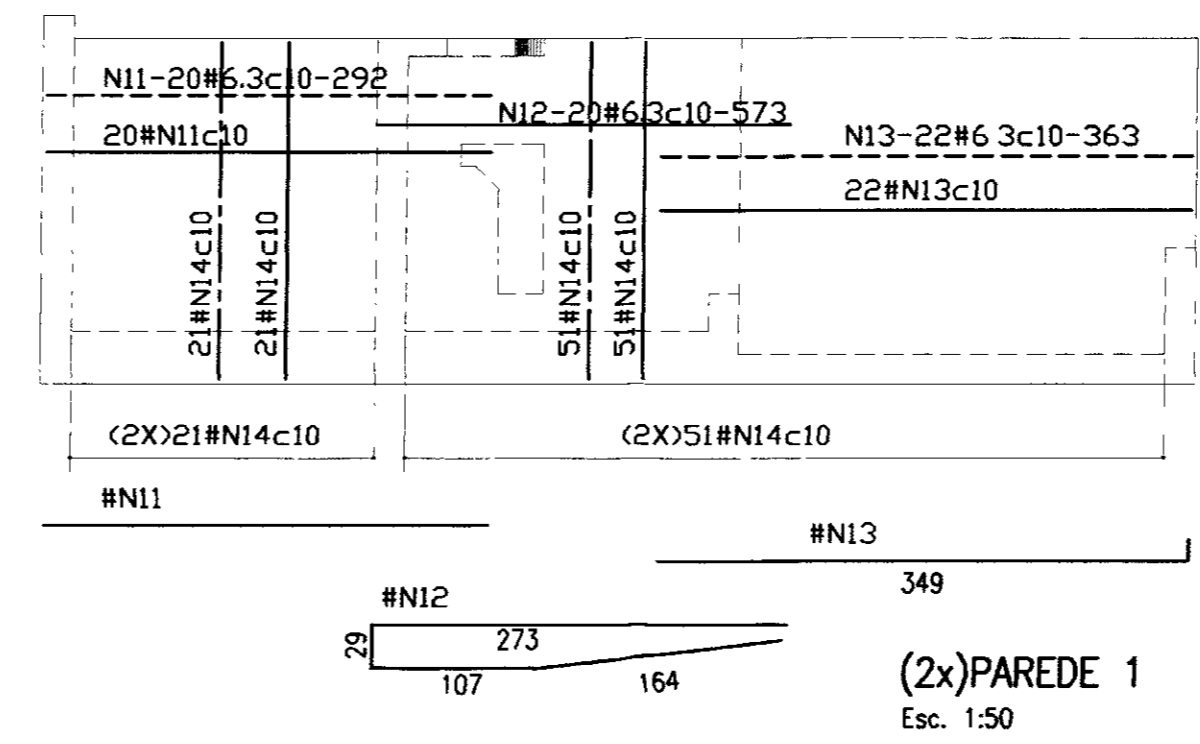 N11-20#6.3c10-292
N12-20#6.3c10-573
20#N11c10
N13-22#6 3c10-363
22#N13c10
21#N14c10
21#N14c10
51#N14c10
51#N14c10
(2X)21#N14c10
(2X)51#N14c10
#N11
#N13
349
#N12
29
273
107
164
(2x)PAREDE 1
Esc. 1:50